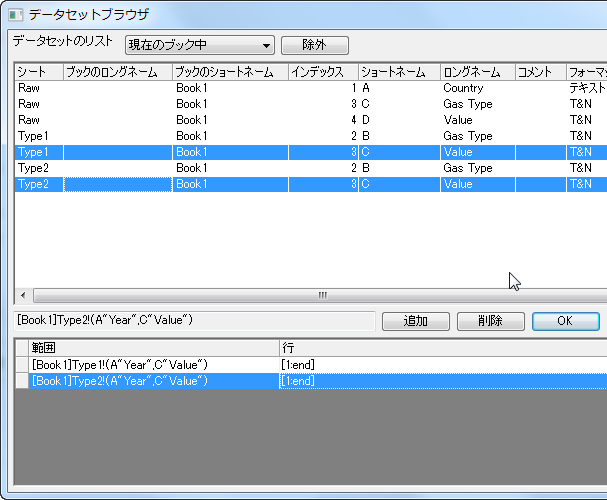 データセットブラウザ
データセットのリスト 現在のブック中 除外
シート ブックのロングネーム ブックのショートネーム インデックス ショートネーム ロングネーム コメント フォーマッ
Raw Book1 1 A Country テキスト
Raw Book1 3 C Gas Type T&N
Raw Book1 4 D Value T&N
Type1 Book1 2 B Gas Type T&N
Type1 Book1 3 C Value T&N
Type2 Book1 2 B Gas Type T&N
Type2 Book1 3 C Value T&N
[Book1]Type2!(A"Year",C"Value") 追加 削除 OK
範囲 行
[Book1]Type1!(A"Year",C"Value") [1:end]
[Book1]Type2!(A"Year",C"Value") [1:end]